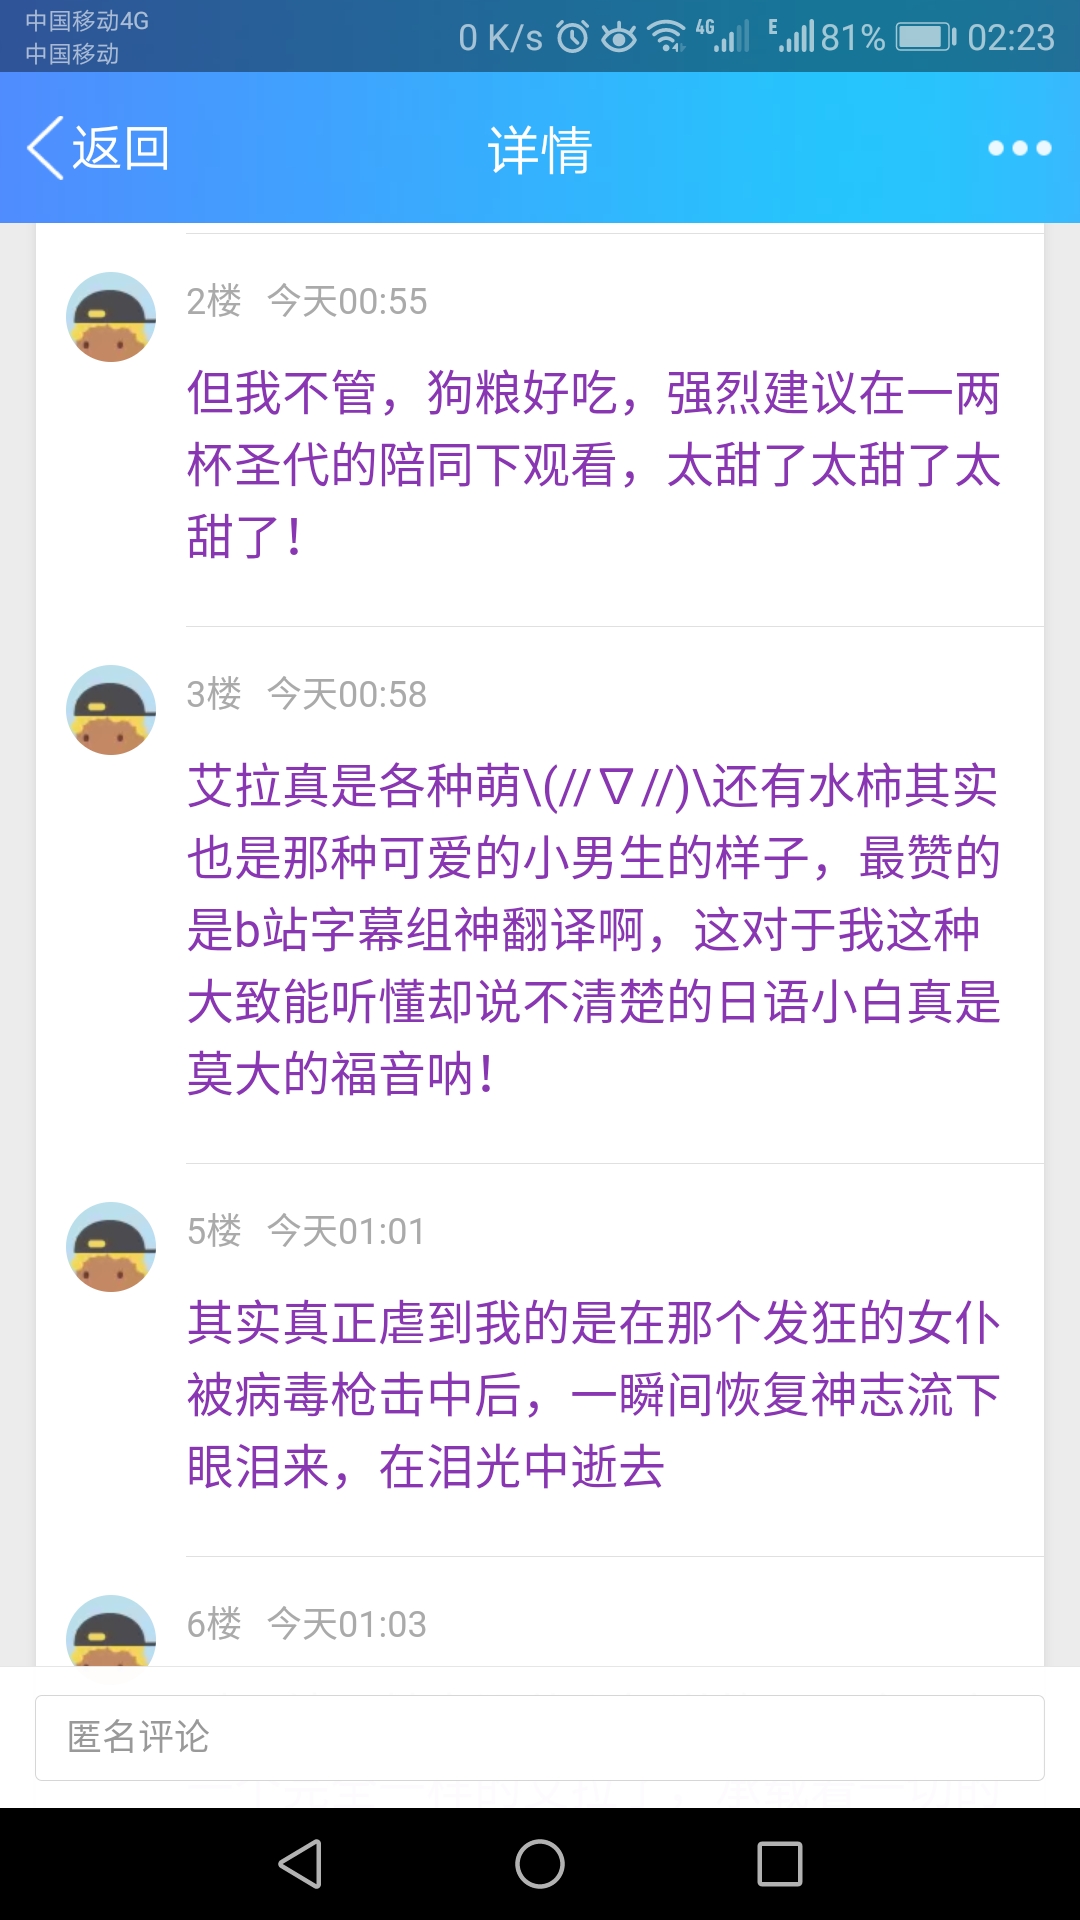 中国移动4G
中国移动
0 K/s 4G E 81% 02:23
返回 详情
2楼 今天00:55
但我不管，狗粮好吃，强烈建议在一两
杯圣代的陪同下观看，太甜了太甜了太
甜了！
3楼 今天00:58
艾拉真是各种萌\(//∇//)\还有水柿其实
也是那种可爱的小男生的样子，最赞的
是b站字幕组神翻译啊，这对于我这种
大致能听懂却说不清楚的日语小白真是
莫大的福音呐！
5楼 今天01:01
其实真正虐到我的是在那个发狂的女仆
被病毒枪击中后，一瞬间恢复神志流下
眼泪来，在泪光中逝去
6楼 今天01:03
匿名评论